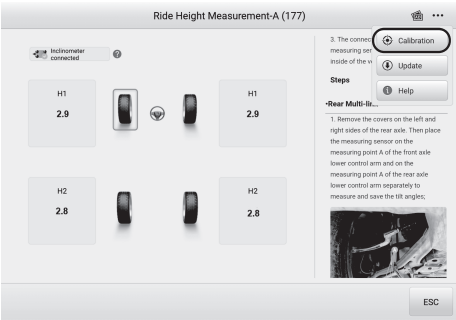 Ride Height Measurement-A (177)
Inclinometer
connected
H1
2.9
H1
2.9
H2
2.8
H2
2.8
3. The connec
measuring ser
inside of the v
Calibration
Update
Help
Steps
•Rear Multi-lir...
1. Remove the covers on the left and
right sides of the rear axle. Then place
the measuring sensor on the
measuring point A of the front axle
lower control arm and on the
measuring point A of the rear axle
lower control arm separately to
measure and save the tilt angles;
ESC